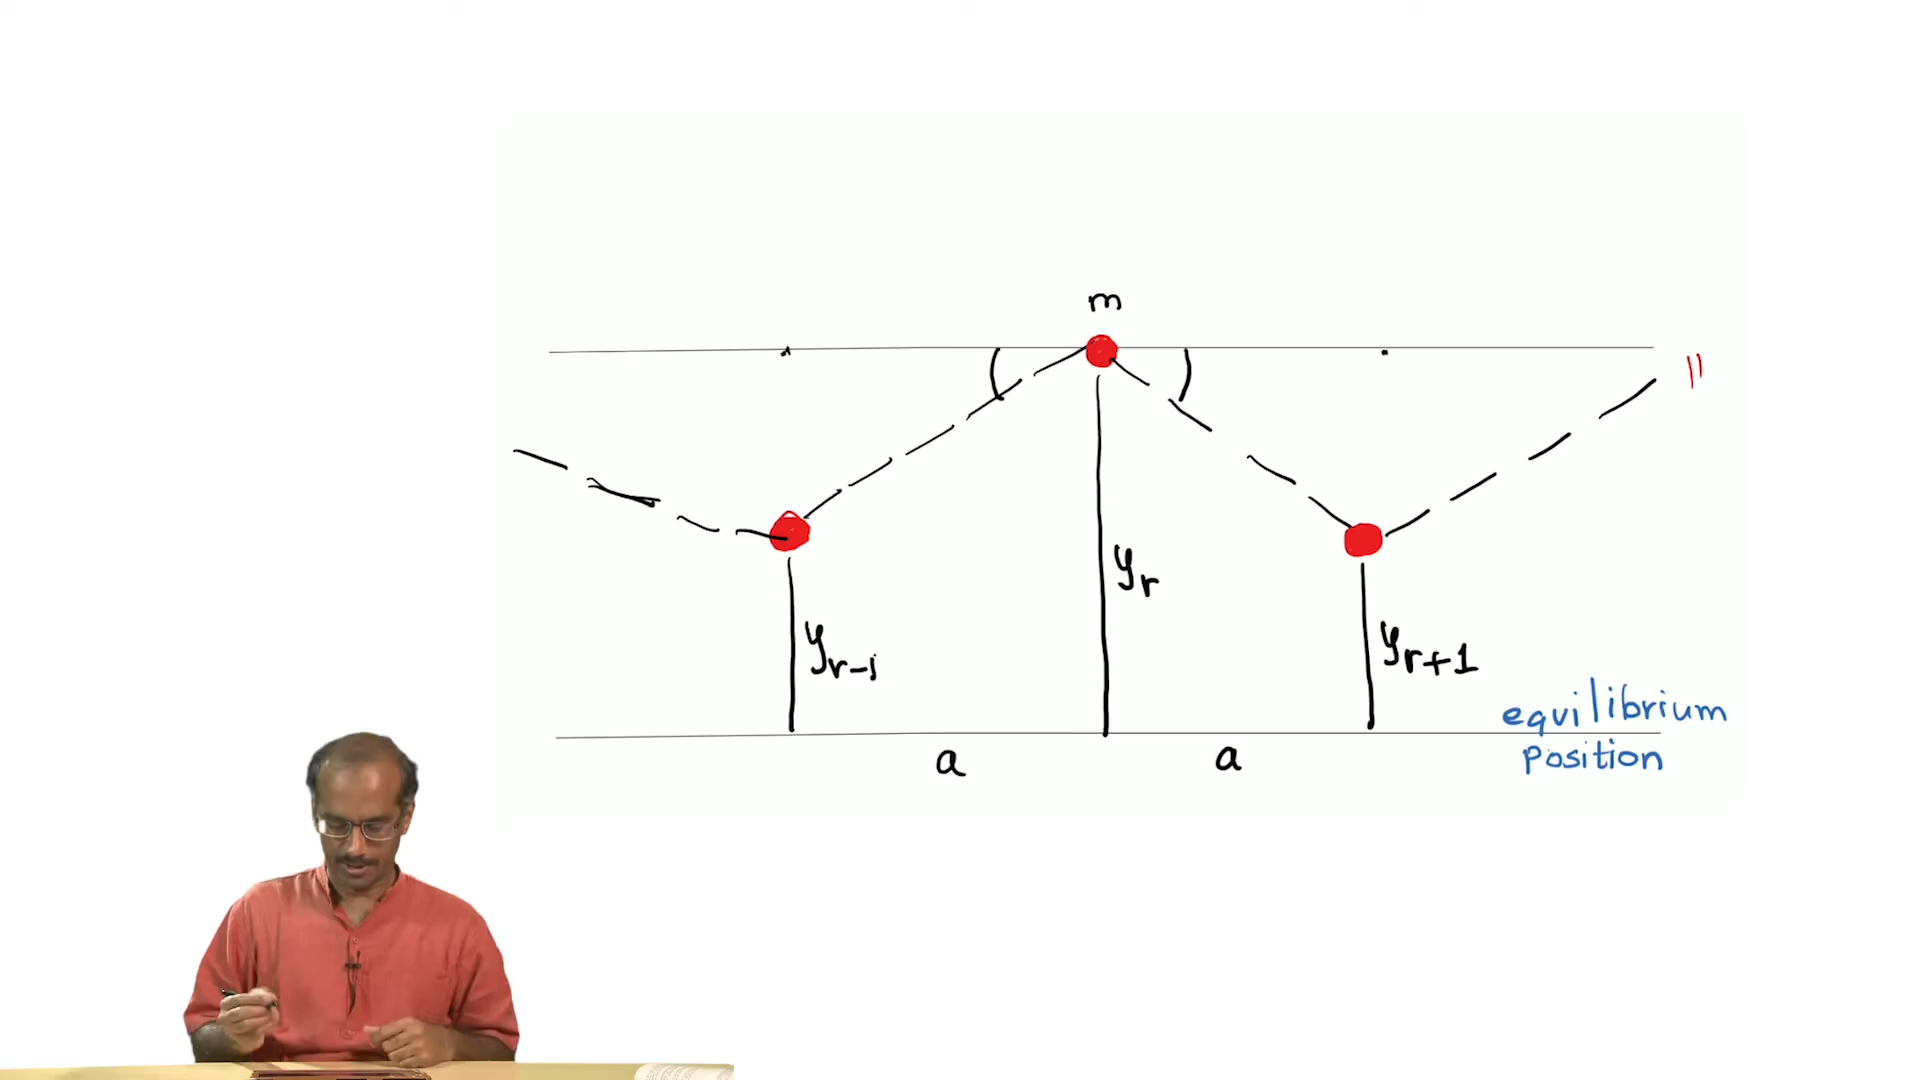 m
yᵣ
yᵣ₋₁
yᵣ₊₁
equilibrium
position
a
a